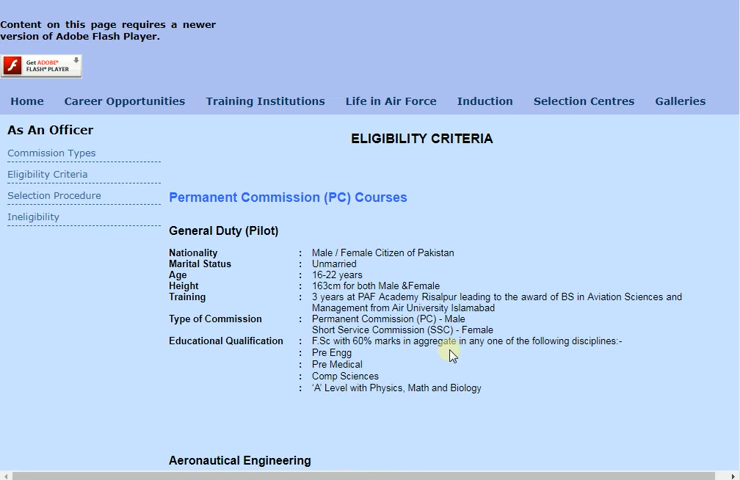 Content on this page requires a newer
version of Adobe Flash Player.
Get ADOBE®
FLASH® PLAYER
Home Career Opportunities Training Institutions Life in Air Force Induction Selection Centres Galleries
As An Officer
Commission Types
Eligibility Criteria
Selection Procedure
Ineligibility
ELIGIBILITY CRITERIA
Permanent Commission (PC) Courses
General Duty (Pilot)
Nationality : Male / Female Citizen of Pakistan
Marital Status : Unmarried
Age : 16-22 years
Height : 163cm for both Male &Female
Training : 3 years at PAF Academy Risalpur leading to the award of BS in Aviation Sciences and
Management from Air University Islamabad
Type of Commission : Permanent Commission (PC) - Male
Short Service Commission (SSC) - Female
Educational Qualification : F.Sc with 60% marks in aggregate in any one of the following disciplines:-
: Pre Engg
: Pre Medical
: Comp Sciences
: 'A' Level with Physics, Math and Biology
Aeronautical Engineering